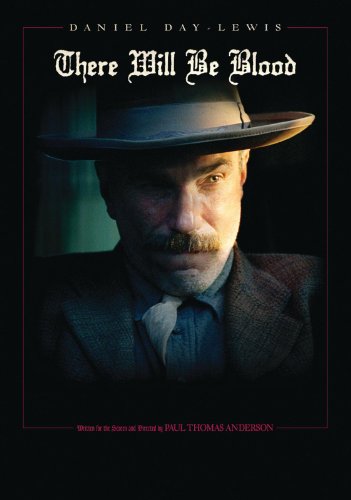 DANIEL DAY-LEWIS
There Will Be Blood
Written for the Screen and Directed by PAUL THOMAS ANDERSON